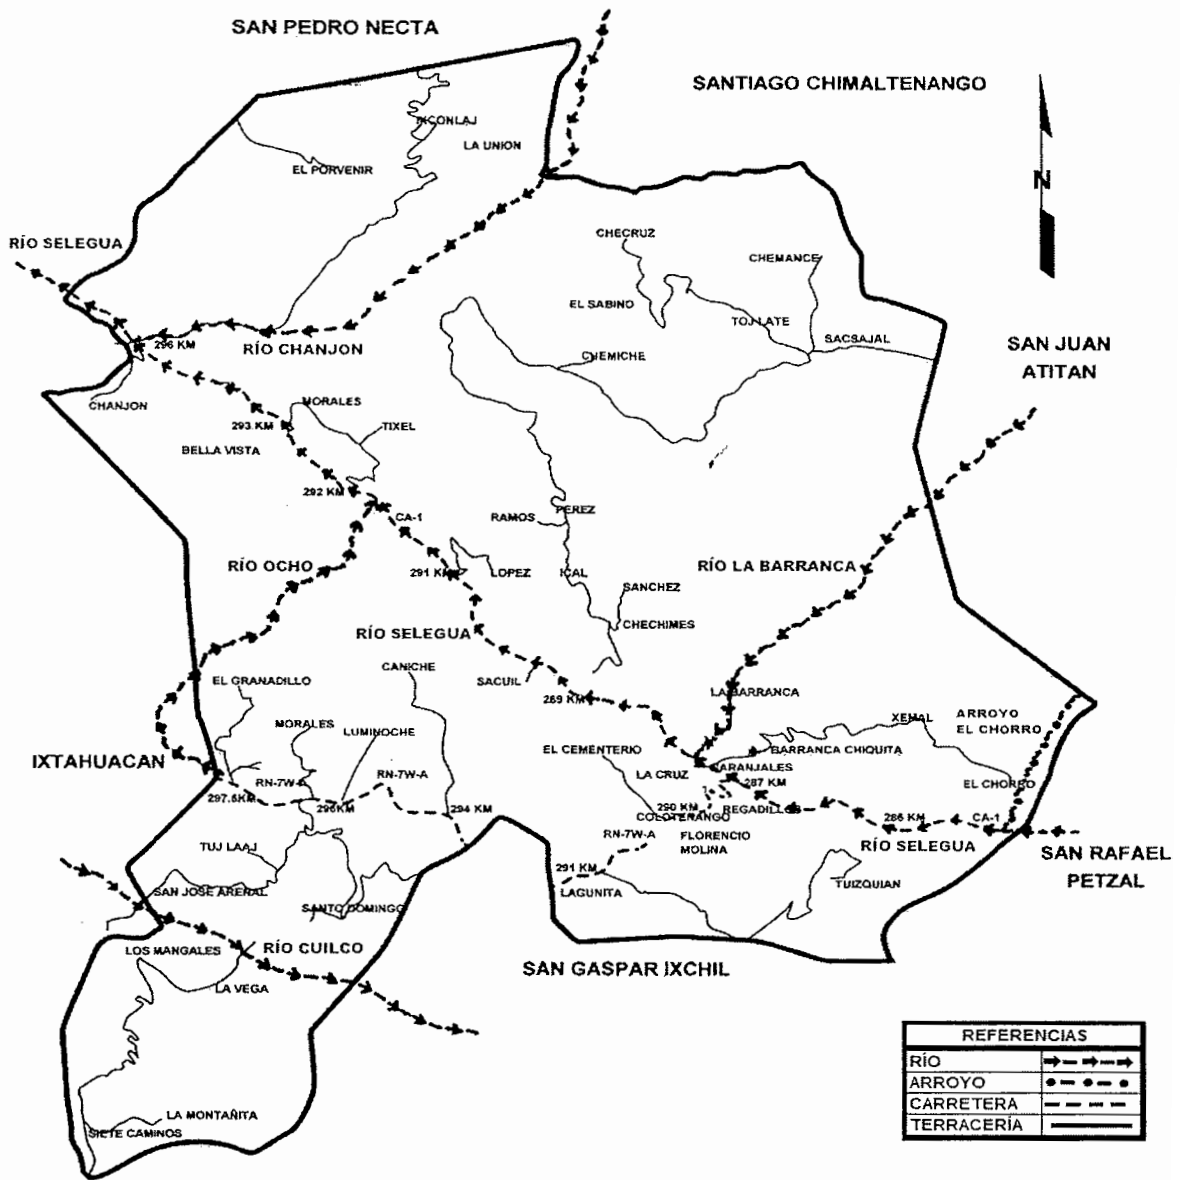 SAN PEDRO NECTA
SANTIAGO CHIMALTENANGO
INCONLAJ
LA UNION
EL PORVENIR
N
RÍO SELEGUA
CHECRUZ
CHEMANCE
EL SABINO
TOJ LATE
SACSAJAL
296 KM
RÍO CHANJON
CHEMICHE
SAN JUAN
ATITAN
CHANJON
MORALES
293 KM
TIXEL
BELLA VISTA
292 KM
CA-1
RAMOS
PEREZ
RÍO OCHO
291 KM
LOPEZ
ICAL
RÍO LA BARRANCA
SANCHEZ
CHECHIMES
RÍO SELEGUA
CANICHE
SACUIL
EL GRANADILLO
289 KM
LA BARRANCA
MORALES
LUMINOCHE
XEMAL
ARROYO
EL CHORRO
EL CEMENTERIO
BARRANCA CHIQUITA
IXTAHUACAN
LA CRUZ
NARANJALES
RN-7W-A
RN-7W-A
287 KM
EL CHORRO
297.5KM
296KM
294 KM
290 KM
REGADILLOS
COLOTENANGO
286 KM
CA-1
RN-7W-A
FLORENCIO
MOLINA
RÍO SELEGUA
SAN RAFAEL
PETZAL
TUJ LAAJ
291 KM
LAGUNITA
TUIZQUIAN
SAN JOSE ARENAL
SANTO DOMINGO
LOS MANGALES
RÍO CUILCO
SAN GASPAR IXCHIL
LA VEGA
REFERENCIAS
RÍO
ARROYO
CARRETERA
TERRACERÍA
LA MONTAÑITA
SIETE CAMINOS